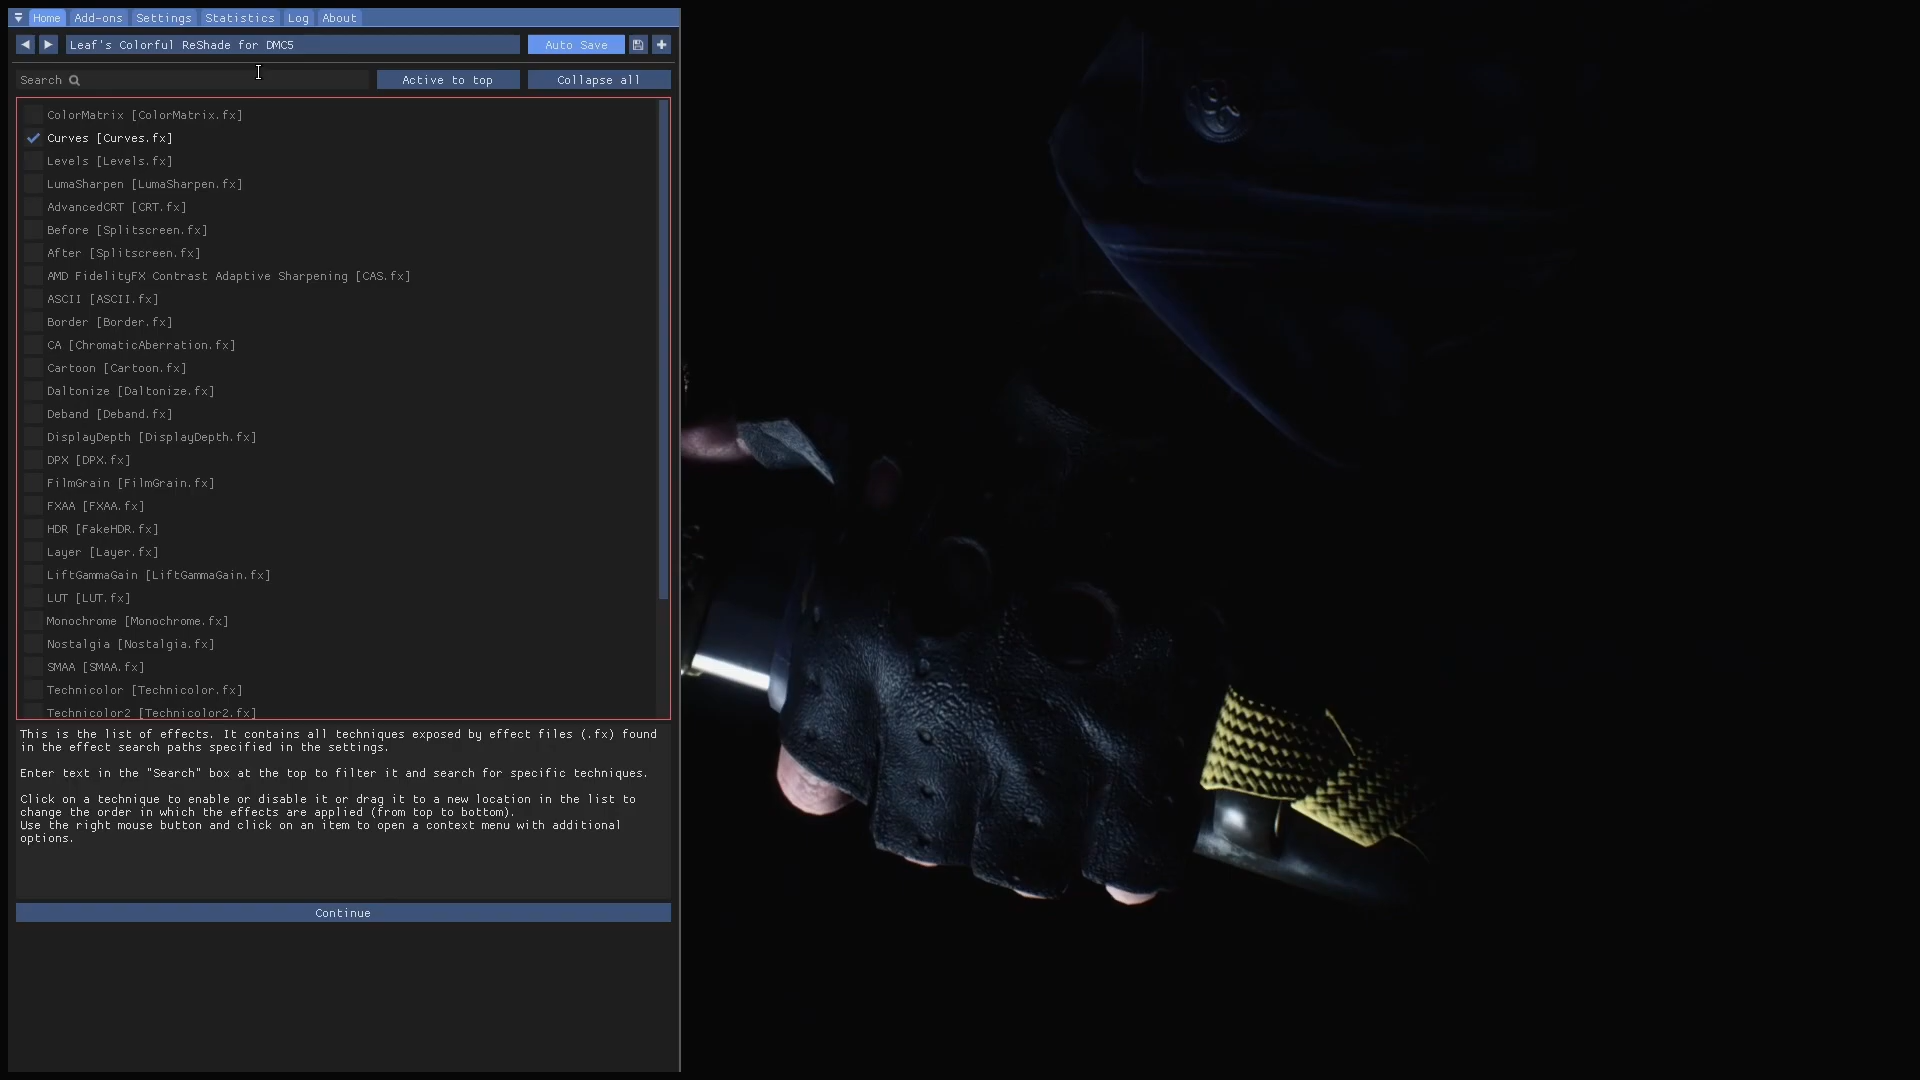 Home Add-ons Settings Statistics Log About
Leaf's Colorful ReShade for DMC5 Auto Save
Search Active to top Collapse all
ColorMatrix [ColorMatrix.fx]
Curves [Curves.fx]
Levels [Levels.fx]
LumaSharpen [LumaSharpen.fx]
AdvancedCRT [CRT.fx]
Before [Splitscreen.fx]
After [Splitscreen.fx]
AMD FidelityFX Contrast Adaptive Sharpening [CAS.fx]
ASCII [ASCII.fx]
Border [Border.fx]
CA [ChromaticAberration.fx]
Cartoon [Cartoon.fx]
Daltonize [Daltonize.fx]
Deband [Deband.fx]
DisplayDepth [DisplayDepth.fx]
DPX [DPX.fx]
FilmGrain [FilmGrain.fx]
FXAA [FXAA.fx]
HDR [FakeHDR.fx]
Layer [Layer.fx]
LiftGammaGain [LiftGammaGain.fx]
LUT [LUT.fx]
Monochrome [Monochrome.fx]
Nostalgia [Nostalgia.fx]
SMAA [SMAA.fx]
Technicolor [Technicolor.fx]
Technicolor2 [Technicolor2.fx]
This is the list of effects. It contains all techniques exposed by effect files (.fx) found
in the effect search paths specified in the settings.
Enter text in the "Search" box at the top to filter it and search for specific techniques.
Click on a technique to enable or disable it or drag it to a new location in the list to
change the order in which the effects are applied (from top to bottom).
Use the right mouse button and click on an item to open a context menu with additional
options.
Continue